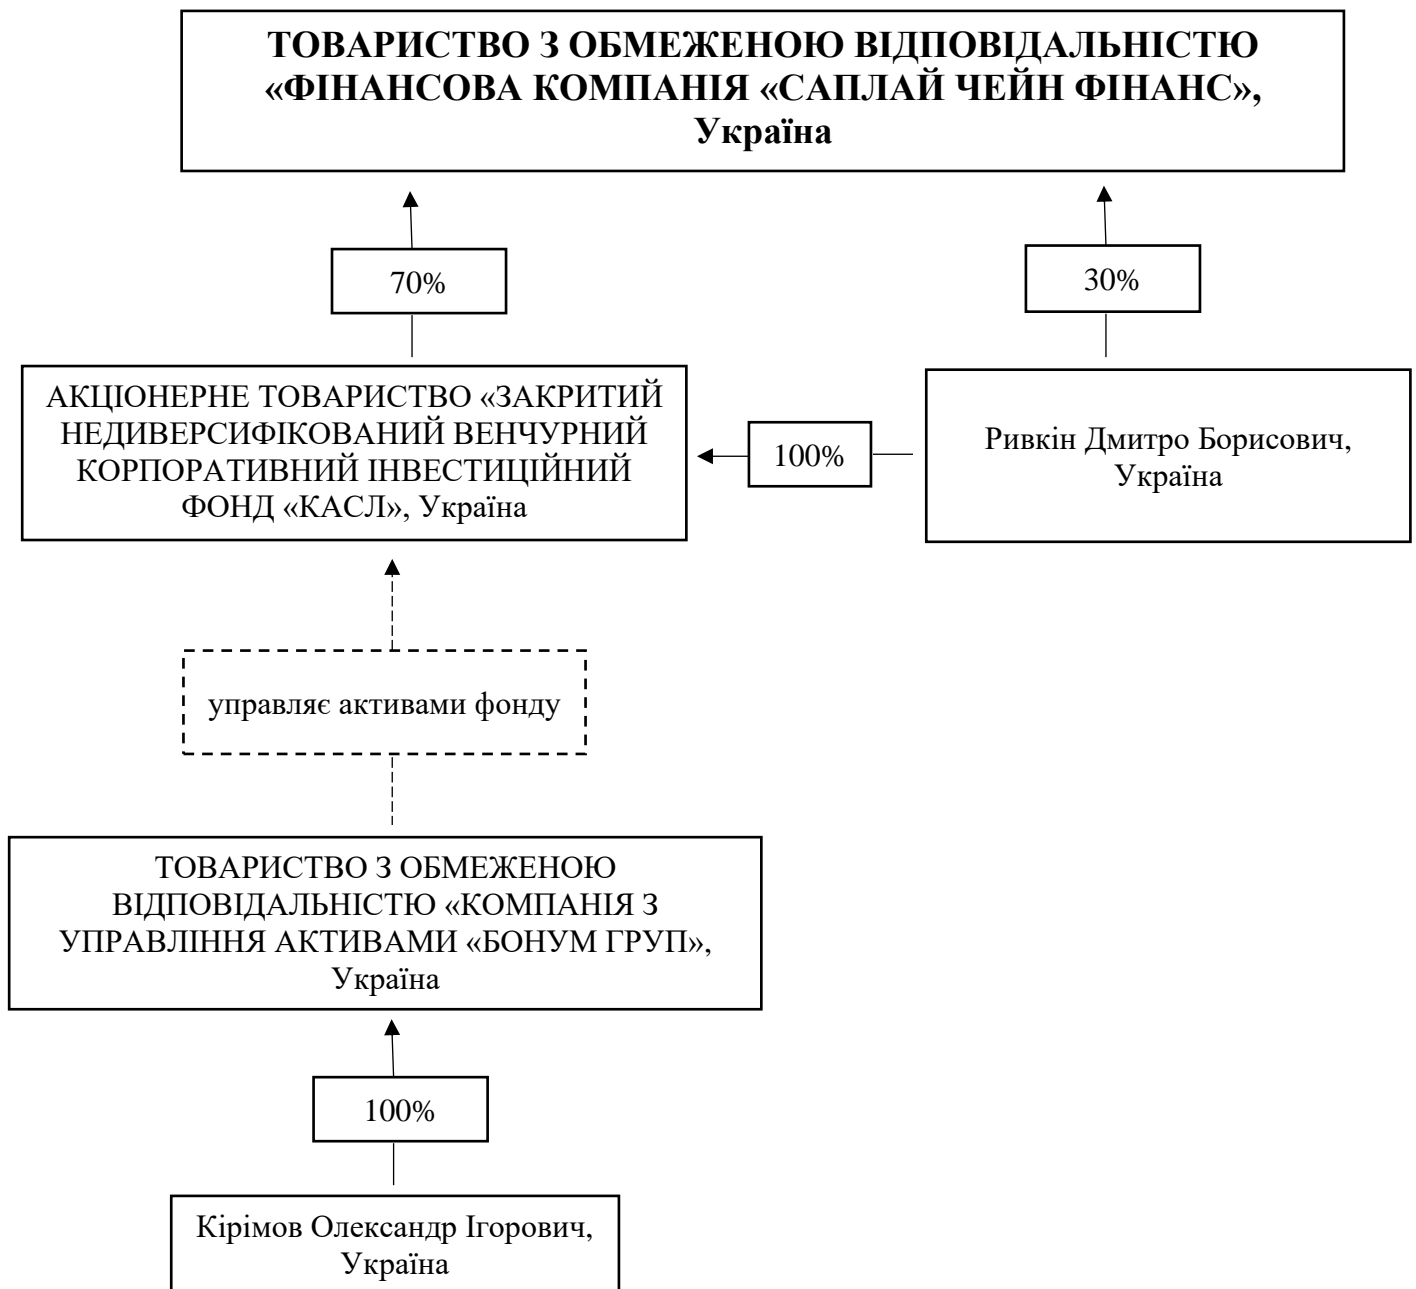 ТОВАРИСТВО З ОБМЕЖЕНОЮ ВІДПОВІДАЛЬНІСТЮ
«ФІНАНСОВА КОМПАНІЯ «САПЛАЙ ЧЕЙН ФІНАНС»,
Україна
70%
30%
АКЦІОНЕРНЕ ТОВАРИСТВО «ЗАКРИТИЙ
НЕДИВЕРСИФІКОВАНИЙ ВЕНЧУРНИЙ
КОРПОРАТИВНИЙ ІНВЕСТИЦІЙНИЙ
ФОНД «КАСЛ», Україна
100%
Ривкін Дмитро Борисович,
Україна
управляє активами фонду
ТОВАРИСТВО З ОБМЕЖЕНОЮ
ВІДПОВІДАЛЬНІСТЮ «КОМПАНІЯ З
УПРАВЛІННЯ АКТИВАМИ «БОНУМ ГРУП»,
Україна
100%
Кірімов Олександр Ігорович,
Україна